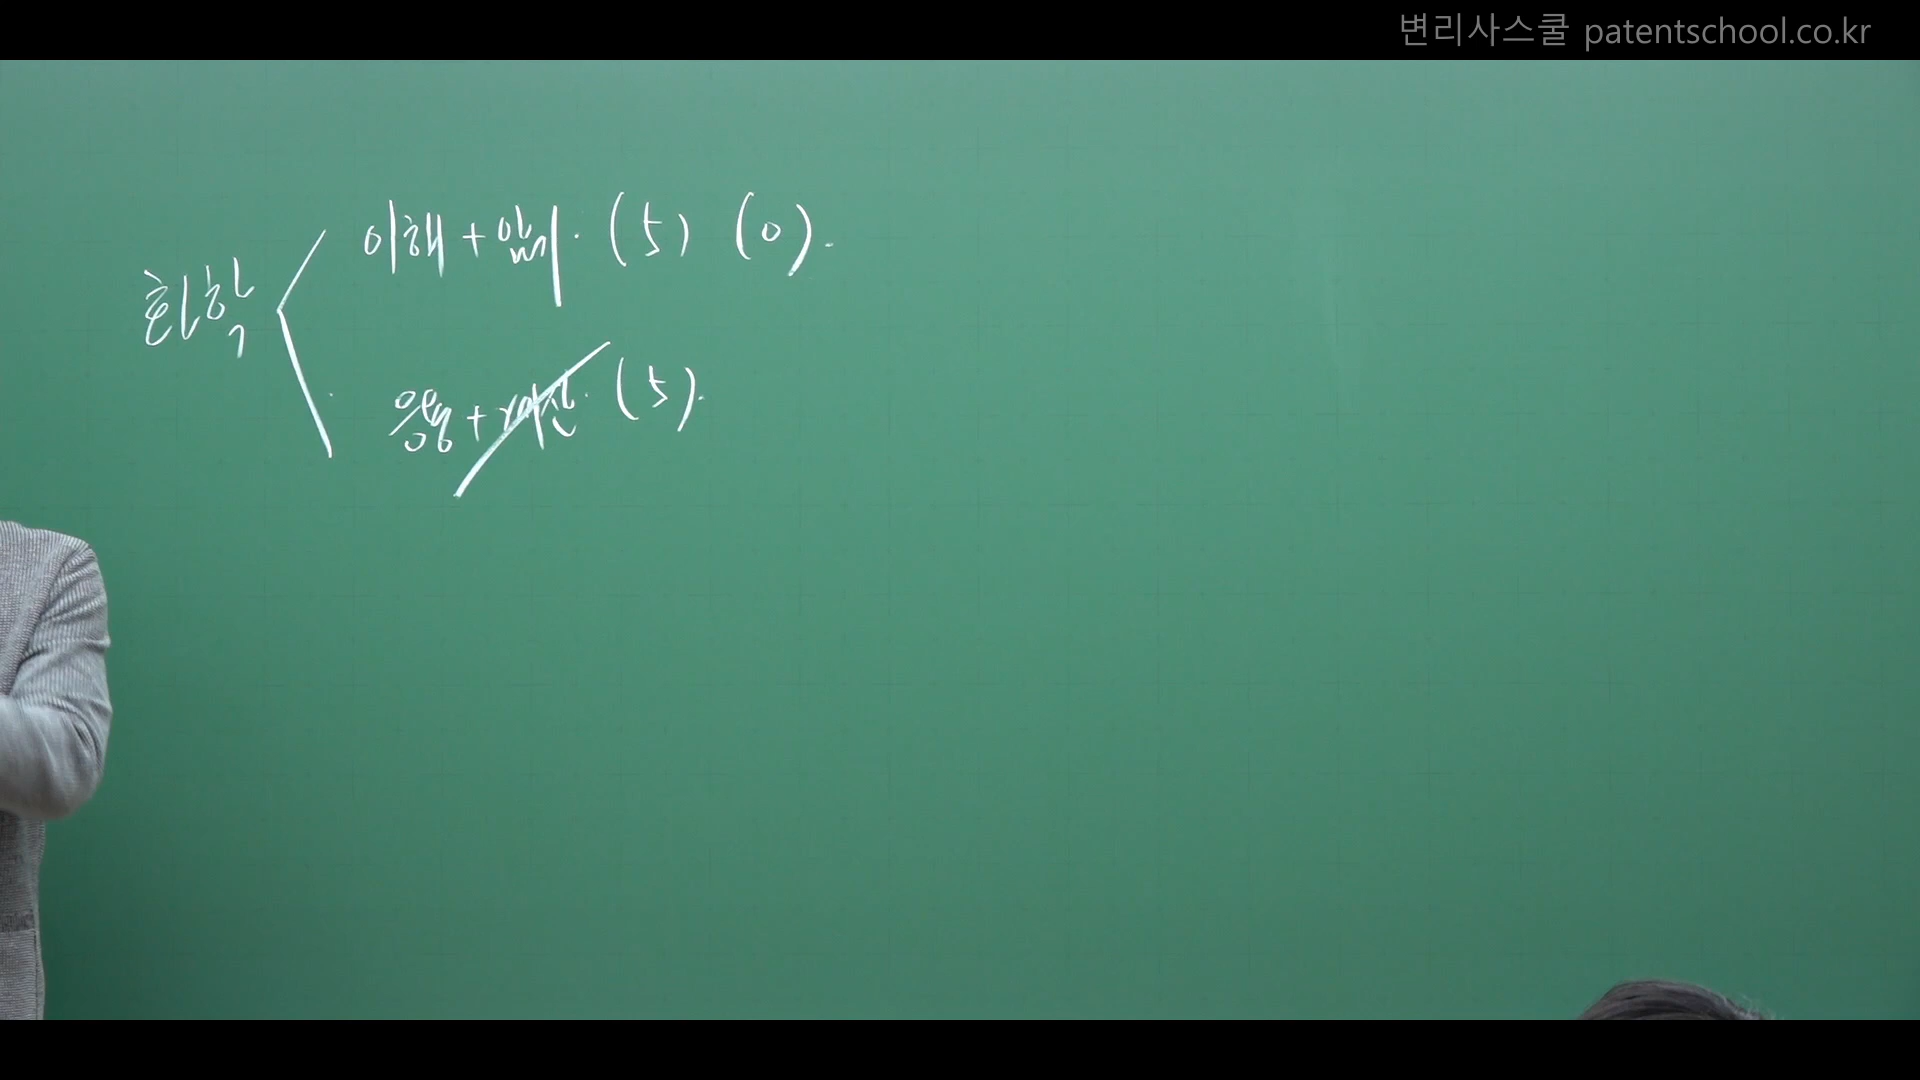 변리사스쿨 patentschool.co.kr
이해+암기. (5) (0).
화학
응용+계산. (5).